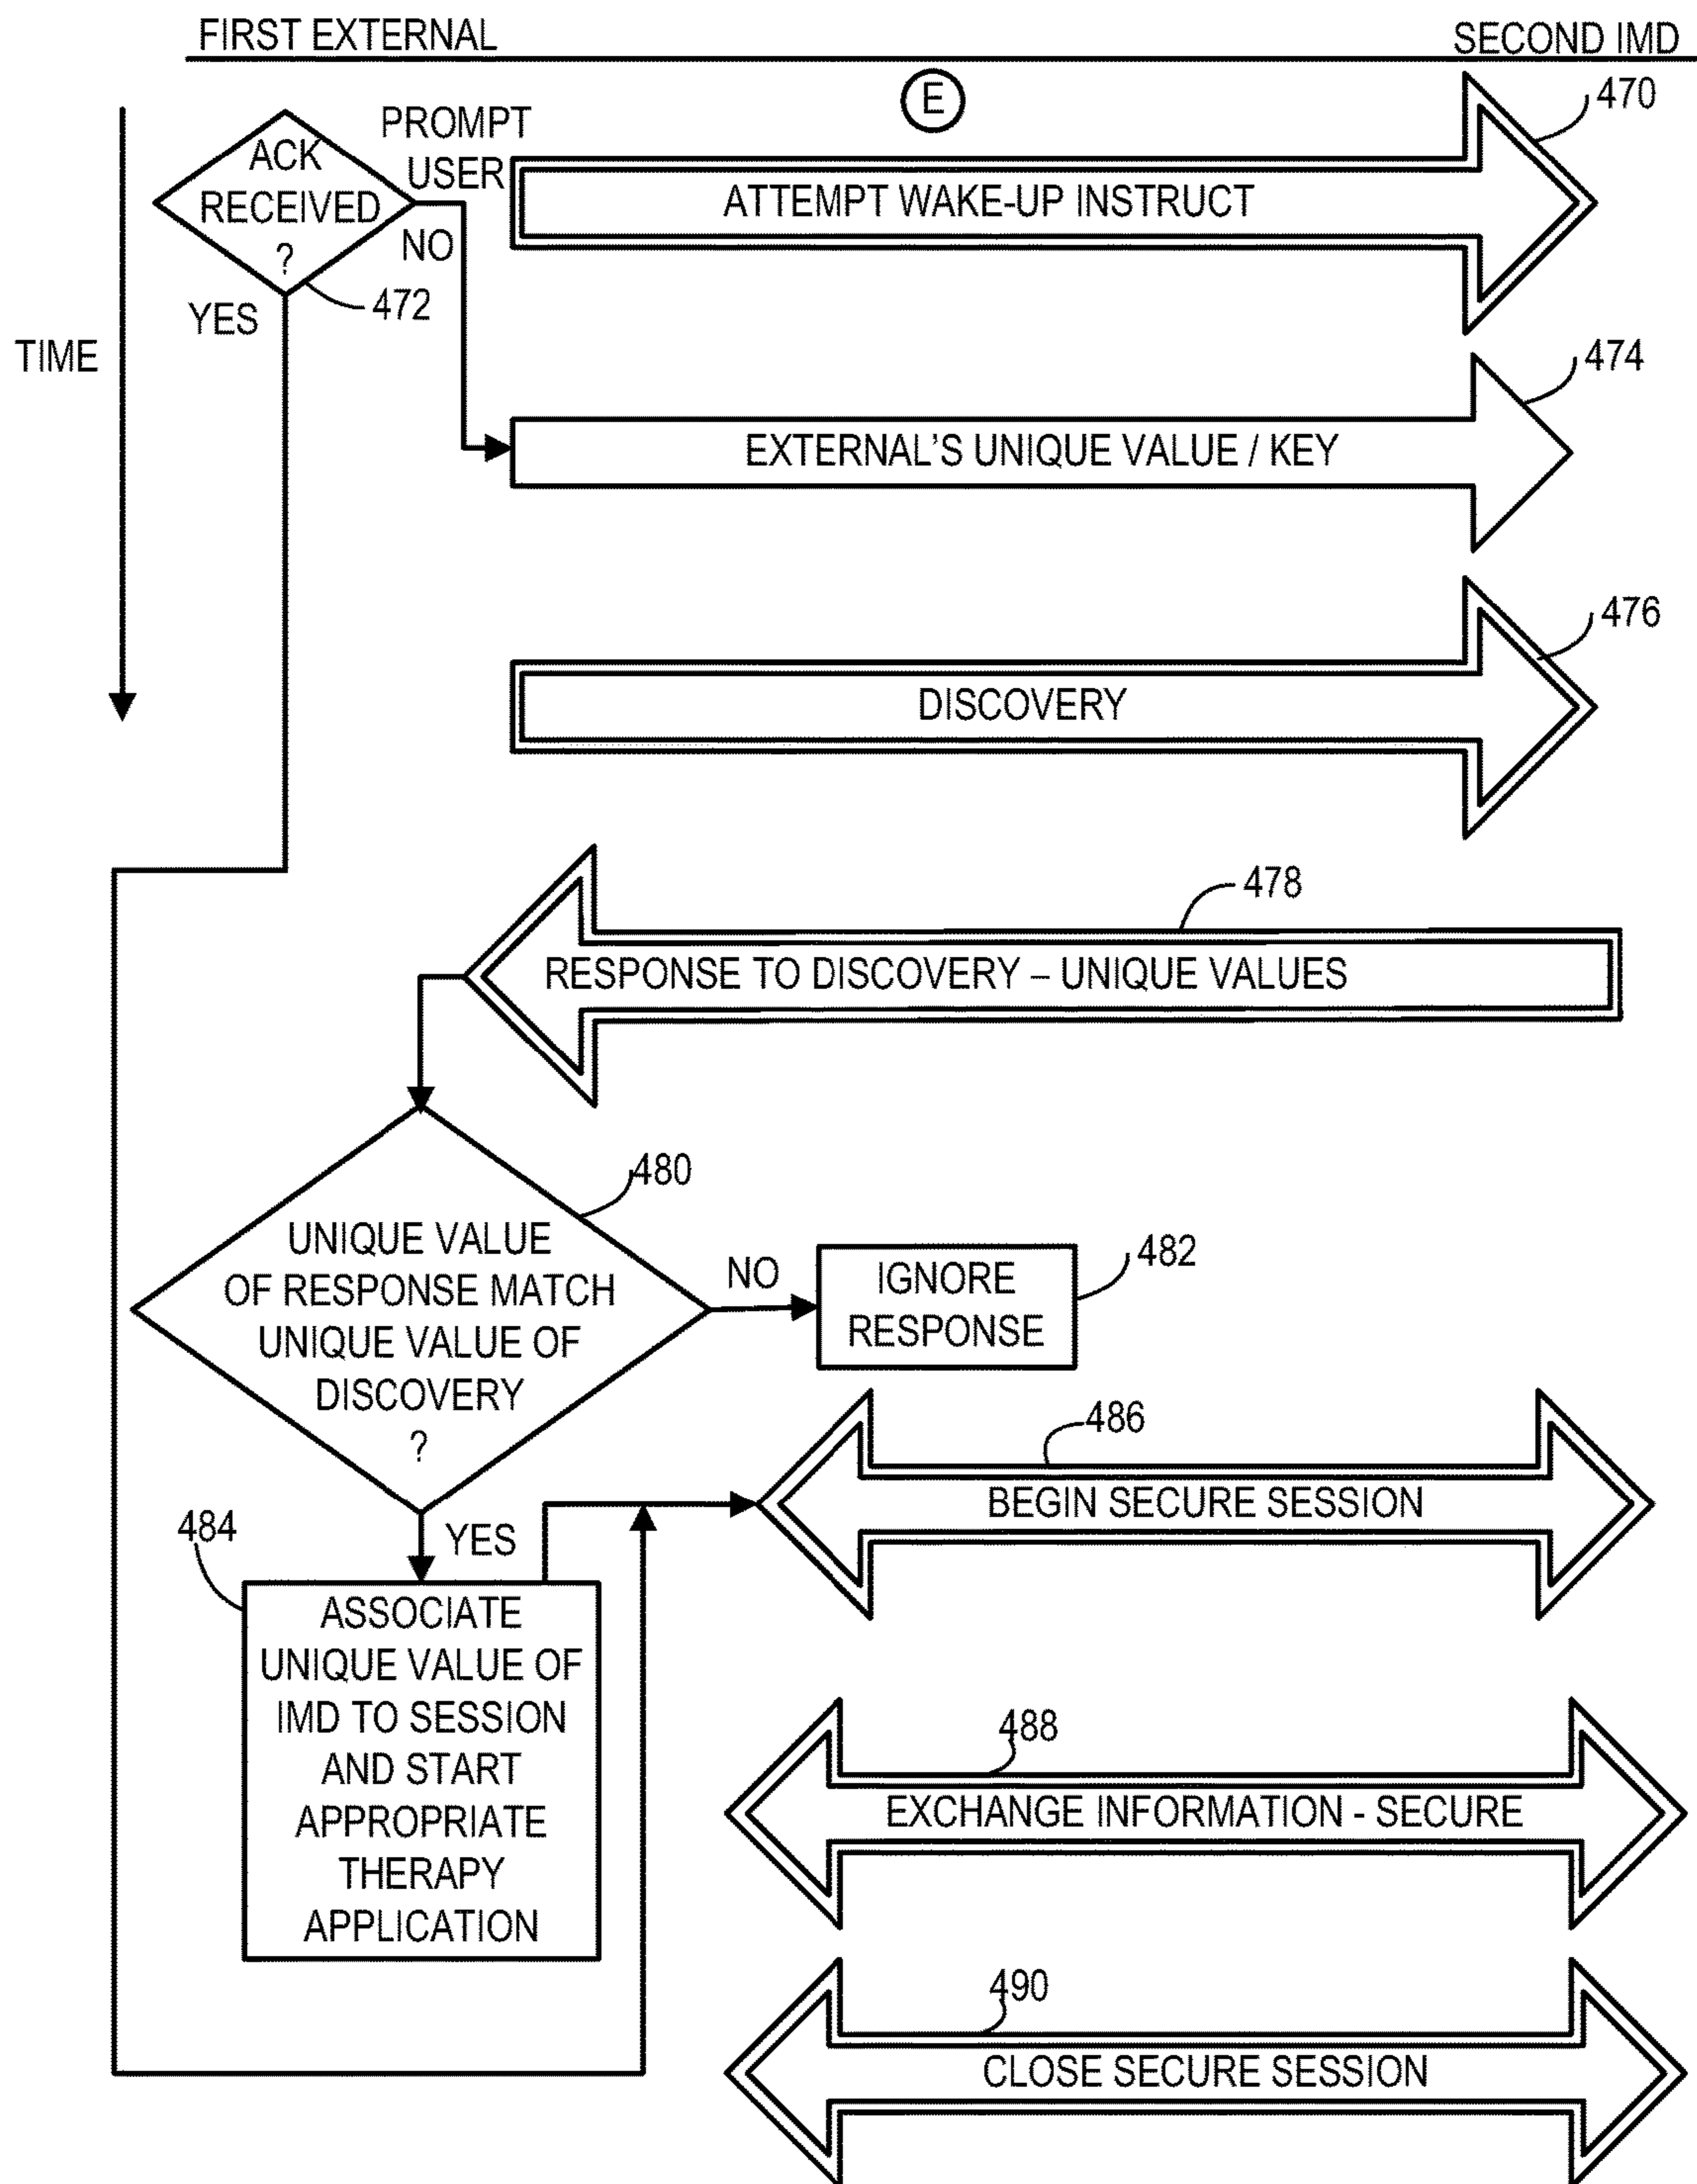 FIRST EXTERNAL
SECOND IMD
E
470
ACK
RECEIVED
?
PROMPT
USER
NO
YES
472
ATTEMPT WAKE-UP INSTRUCT
TIME
474
EXTERNAL'S UNIQUE VALUE / KEY
476
DISCOVERY
478
RESPONSE TO DISCOVERY – UNIQUE VALUES
480
UNIQUE VALUE
OF RESPONSE MATCH
UNIQUE VALUE OF
DISCOVERY
?
NO
482
IGNORE
RESPONSE
YES
484
ASSOCIATE
UNIQUE VALUE OF
IMD TO SESSION
AND START
APPROPRIATE
THERAPY
APPLICATION
486
BEGIN SECURE SESSION
488
EXCHANGE INFORMATION - SECURE
490
CLOSE SECURE SESSION